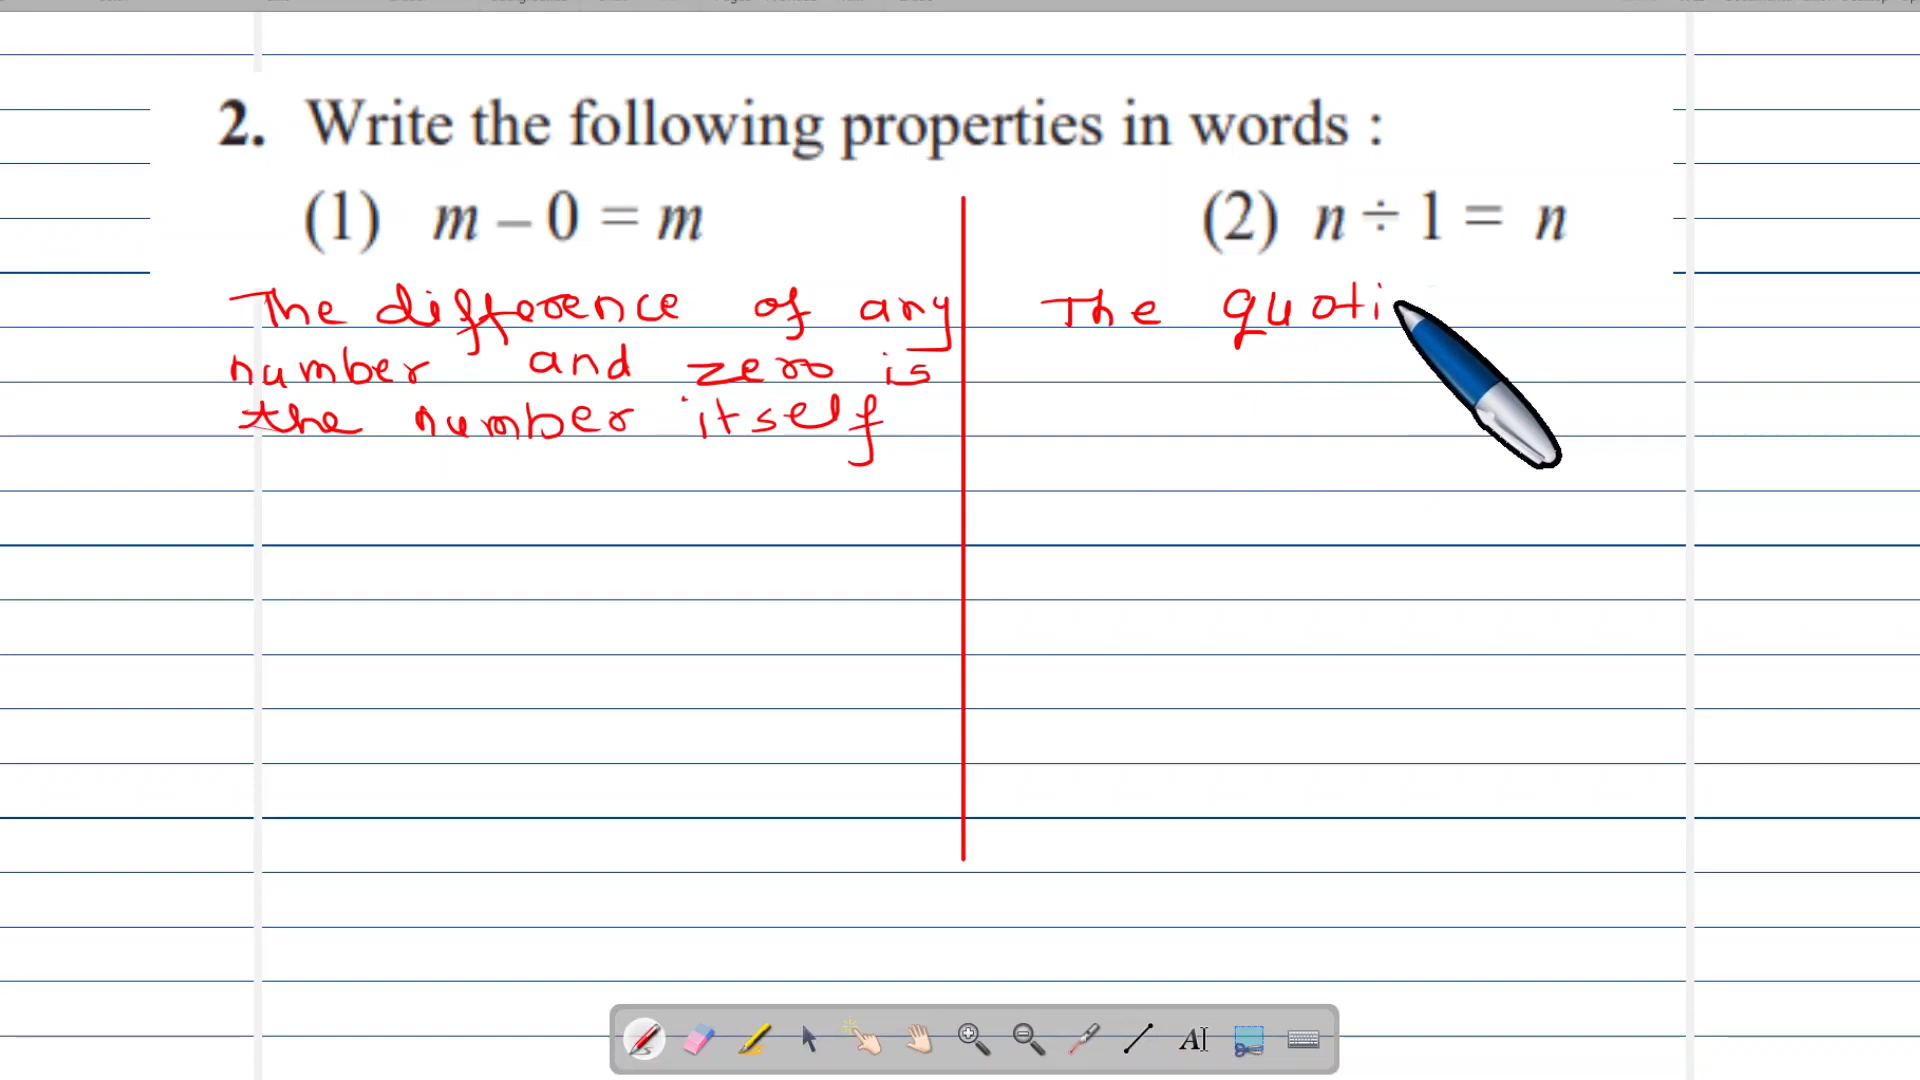 2. Write the following properties in words :
(1) m – 0 = m
(2) n ÷ 1 = n
The difference of any
number and zero is
the number itself
The quoti